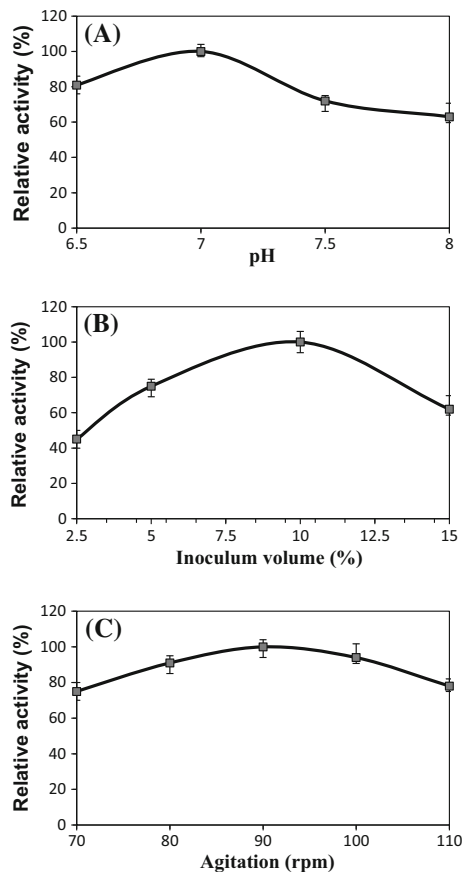 (A)
Relative activity (%)
120
100
80
60
40
20
0
6.5 7 7.5 8
pH
(B)
Relative activity (%)
120
100
80
60
40
20
0
2.5 5 7.5 10 12.5 15
Inoculum volume (%)
(C)
Relative activity (%)
120
100
80
60
40
20
0
70 80 90 100 110
Agitation (rpm)